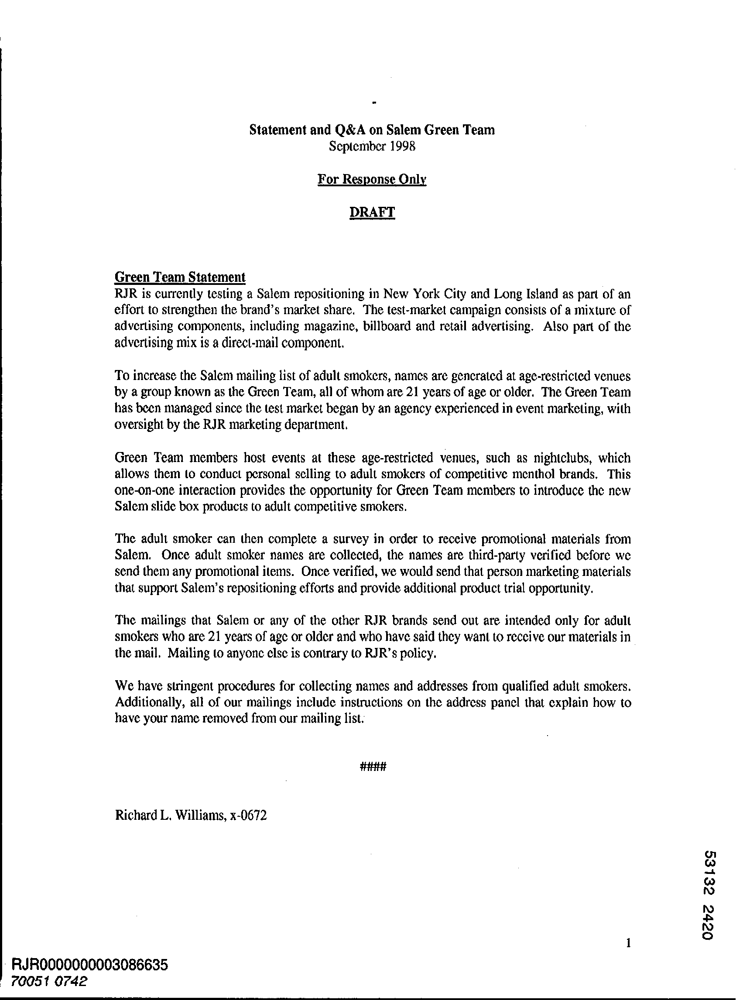 Statement and Q&A on Salem Green Team
September 1998
For Response Only
DRAFT
Green Team Statement
RJR is currently testing a Salem repositioning in New York City and Long Island as part of an
effort to strengthen the brand's market share. The test-market campaign consists of a mixture of
advertising components, including magazine, billboard and retail advertising. Also part of the
advertising mix is a direct-mail component.
To increase the Salem mailing list of adult smokers, names are generated at age-restricted venues
by a group known as the Green Team, all of whom are 21 years of age or older. The Green Team
has been managed since the test market began by an agency experienced in event marketing, with
oversight by the RJR marketing department.
Green Team members host events at these age-restricted venues, such as nightclubs, which
allows them to conduct personal selling to adult smokers of competitive menthol brands. This
one-on-one interaction provides the opportunity for Green Team members to introduce the new
Salem slide box products to adult competitive smokers.
The adult smoker can then complete a survey in order to receive promotional materials from
Salem. Once adult smoker names are collected, the names are third-party verified before we
send them any promotional items. Once verified, we would send that person marketing materials
that support Salem's repositioning efforts and provide additional product trial opportunity.
The mailings that Salem or any of the other RJR brands send out are intended only for adult
smokers who are 21 years of age or older and who have said they want to receive our materials in
the mail. Mailing to anyone else is contrary to RJR's policy.
We have stringent procedures for collecting names and addresses from qualified adult smokers.
Additionally, all of our mailings include instructions on the address panel that explain how to
have your name removed from our mailing list.
####
Richard L. Williams, x-0672
53132 2420
1
RJR0000000003086635
70051 0742